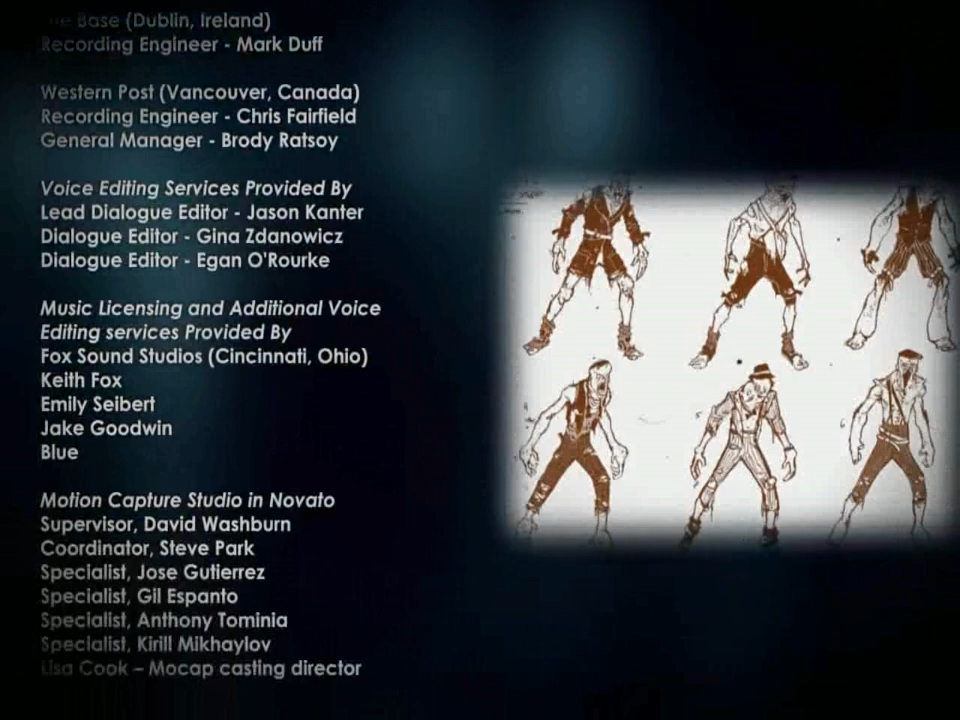 Base (Dublin, Ireland)
Recording Engineer - Mark Duff
Western Post (Vancouver, Canada)
Recording Engineer - Chris Fairfield
General Manager - Brody Ratsoy
Voice Editing Services Provided By
Lead Dialogue Editor - Jason Kanter
Dialogue Editor - Gina Zdanowicz
Dialogue Editor - Egan O'Rourke
Music Licensing and Additional Voice
Editing services Provided By
Fox Sound Studios (Cincinnati, Ohio)
Keith Fox
Emily Seibert
Jake Goodwin
Blue
Motion Capture Studio in Novato
Supervisor, David Washburn
Coordinator, Steve Park
Specialist, Jose Gutierrez
Specialist, Gil Espanto
Specialist, Anthony Tominia
Specialist, Kirill Mikhaylov
Lisa Cook – Mocap casting director